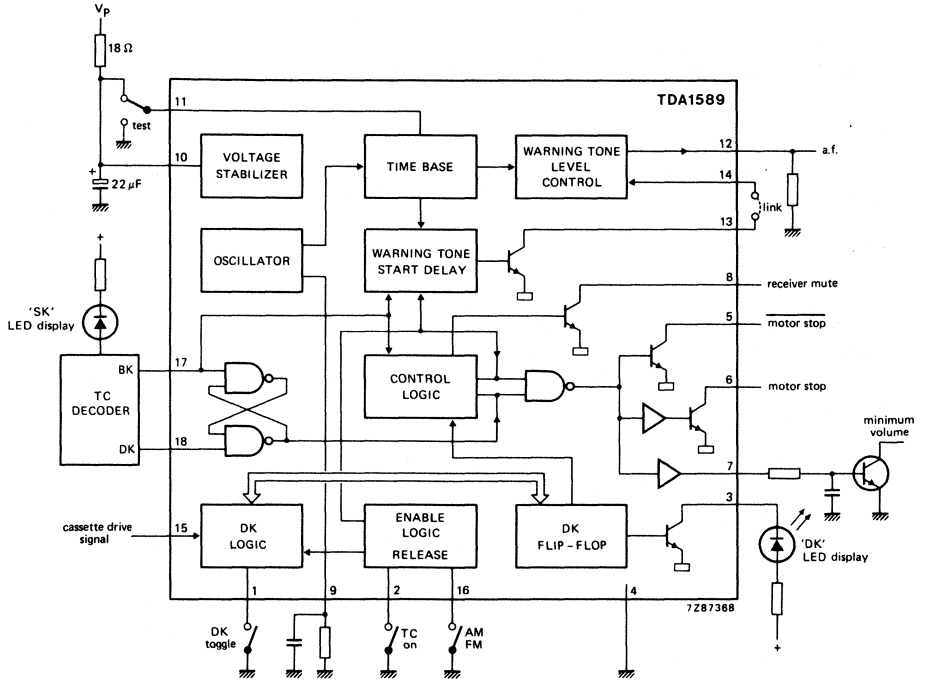 Vp
18 Ω
11
TDA1589
test
10
+
22 µF
VOLTAGE
STABILIZER
TIME BASE
WARNING TONE
LEVEL
CONTROL
12
a.f.
14
link
13
+
OSCILLATOR
WARNING TONE
START DELAY
8
receiver mute
'SK'
LED display
5
motor stop
17
BK
TC
DECODER
DK
18
CONTROL
LOGIC
6
motor stop
minimum
volume
7
3
cassette drive
signal
15
DK
LOGIC
ENABLE
LOGIC
RELEASE
DK
FLIP-FLOP
'DK'
LED display
1
9
2
16
4
7Z87368
DK
toggle
TC
on
AM
FM
+